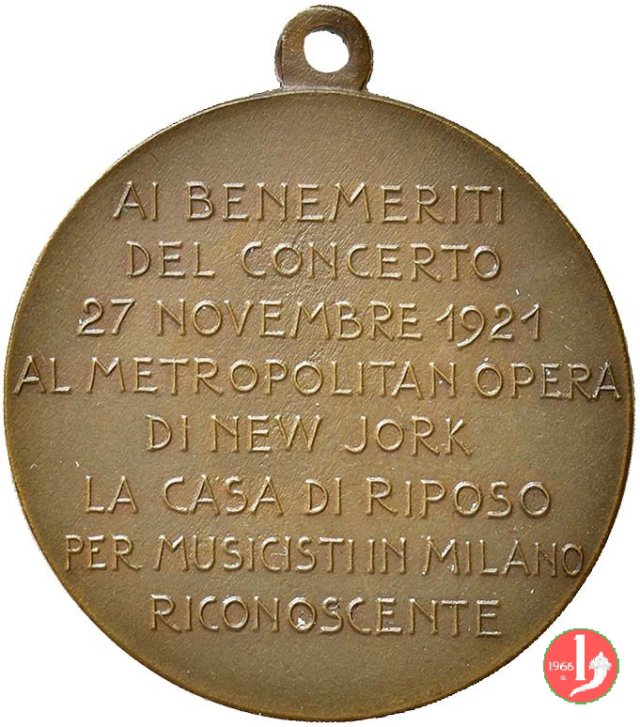 AI BENEMERITI
DEL CONCERTO
27 NOVEMBRE 1921
AL METROPOLITAN OPERA
DI NEW JORK
LA CASA DI RIPOSO
PER MUSICISTI IN MILANO
RICONOSCENTE
1966
R